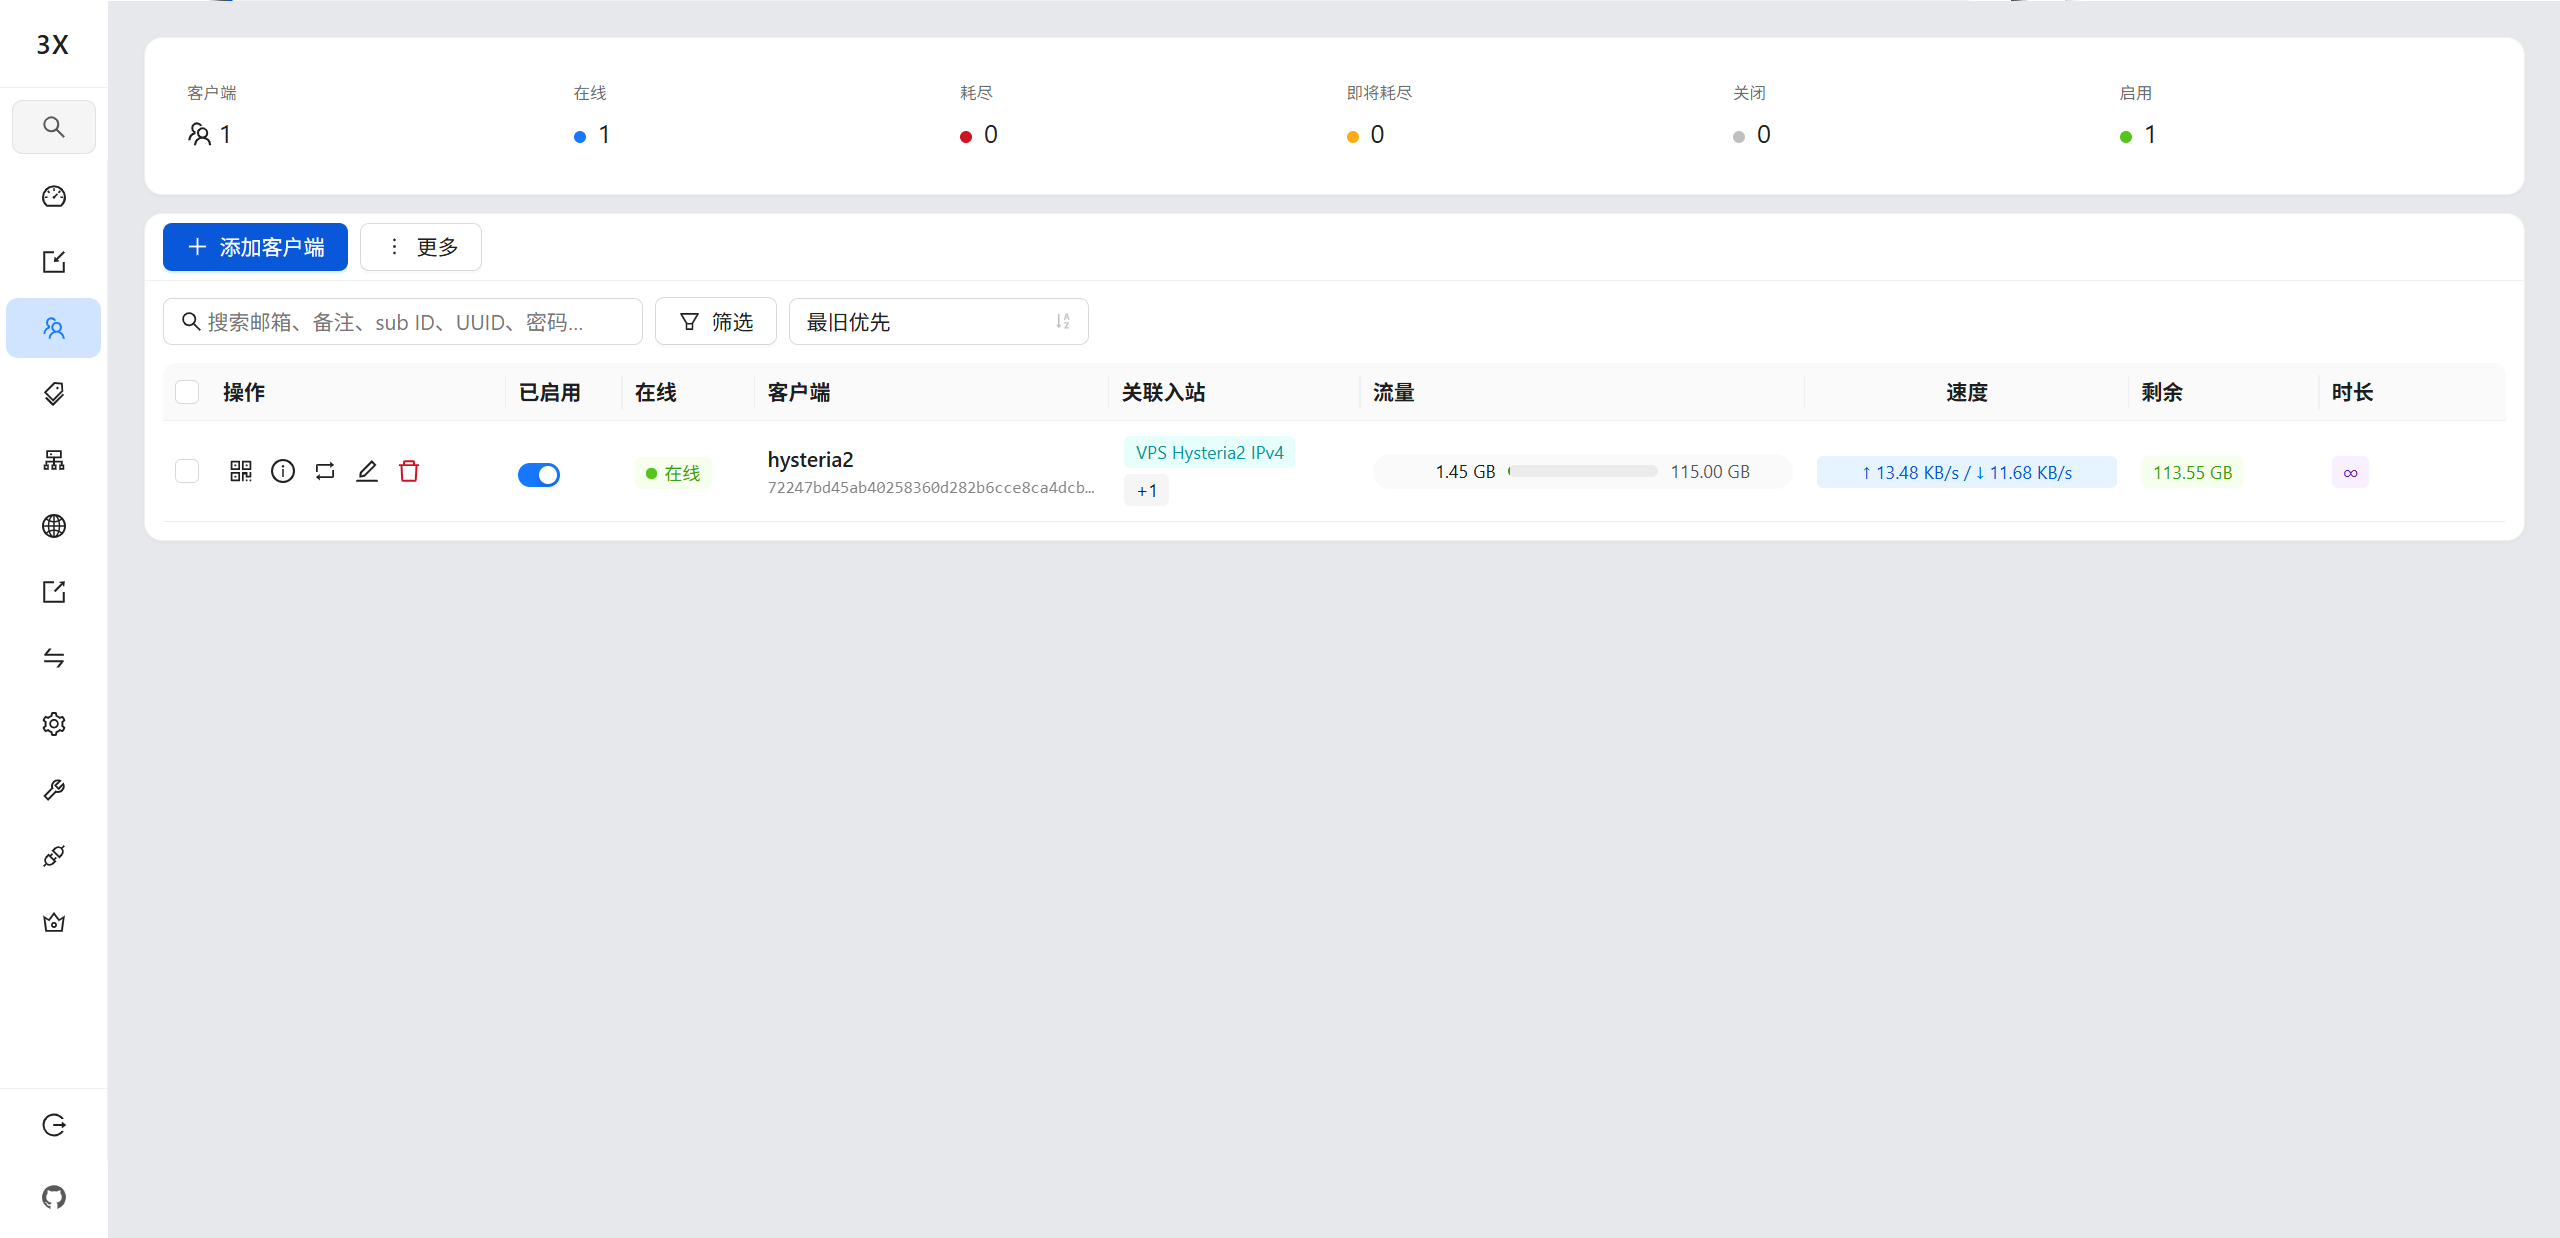 3X
客户端
在线
耗尽
即将耗尽
关闭
启用
1
1
0
0
0
1
添加客户端
更多
搜索邮箱、备注、sub ID、UUID、密码...
筛选
最旧优先
操作
已启用
在线
客户端
关联入站
流量
速度
剩余
时长
在线
hysteria2
72247bd45ab40258360d282b6cce8ca4dcb...
VPS Hysteria2 IPv4
+1
1.45 GB
115.00 GB
↑ 13.48 KB/s / ↓ 11.68 KB/s
113.55 GB
∞